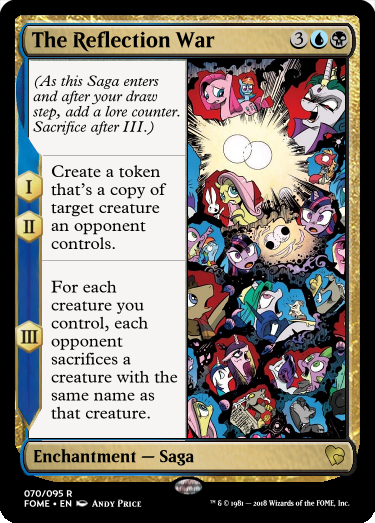 The Reflection War 3
(As this Saga enters
and after your draw
step, add a lore counter.
Sacrifice after III.)
I
II
Create a token
that's a copy of
target creature
an opponent
controls.
III
For each
creature you
control, each
opponent
sacrifices a
creature with the
same name as
that creature.
Enchantment — Saga
070/095 R
FOME • EN ANDY PRICE
™ & © 1981 — 2018 Wizards of the FOME, Inc.